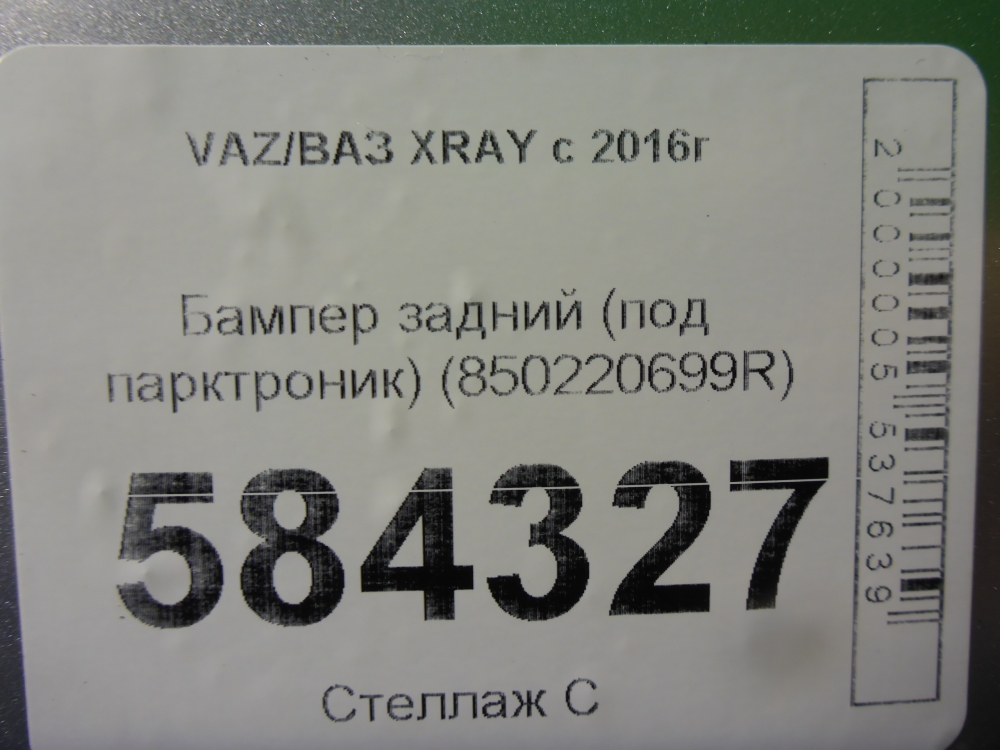 VAZ/ВАЗ XRAY с 2016г
Бампер задний (под
парктроник) (850220699R)
584327
Стеллаж С
2000005537639